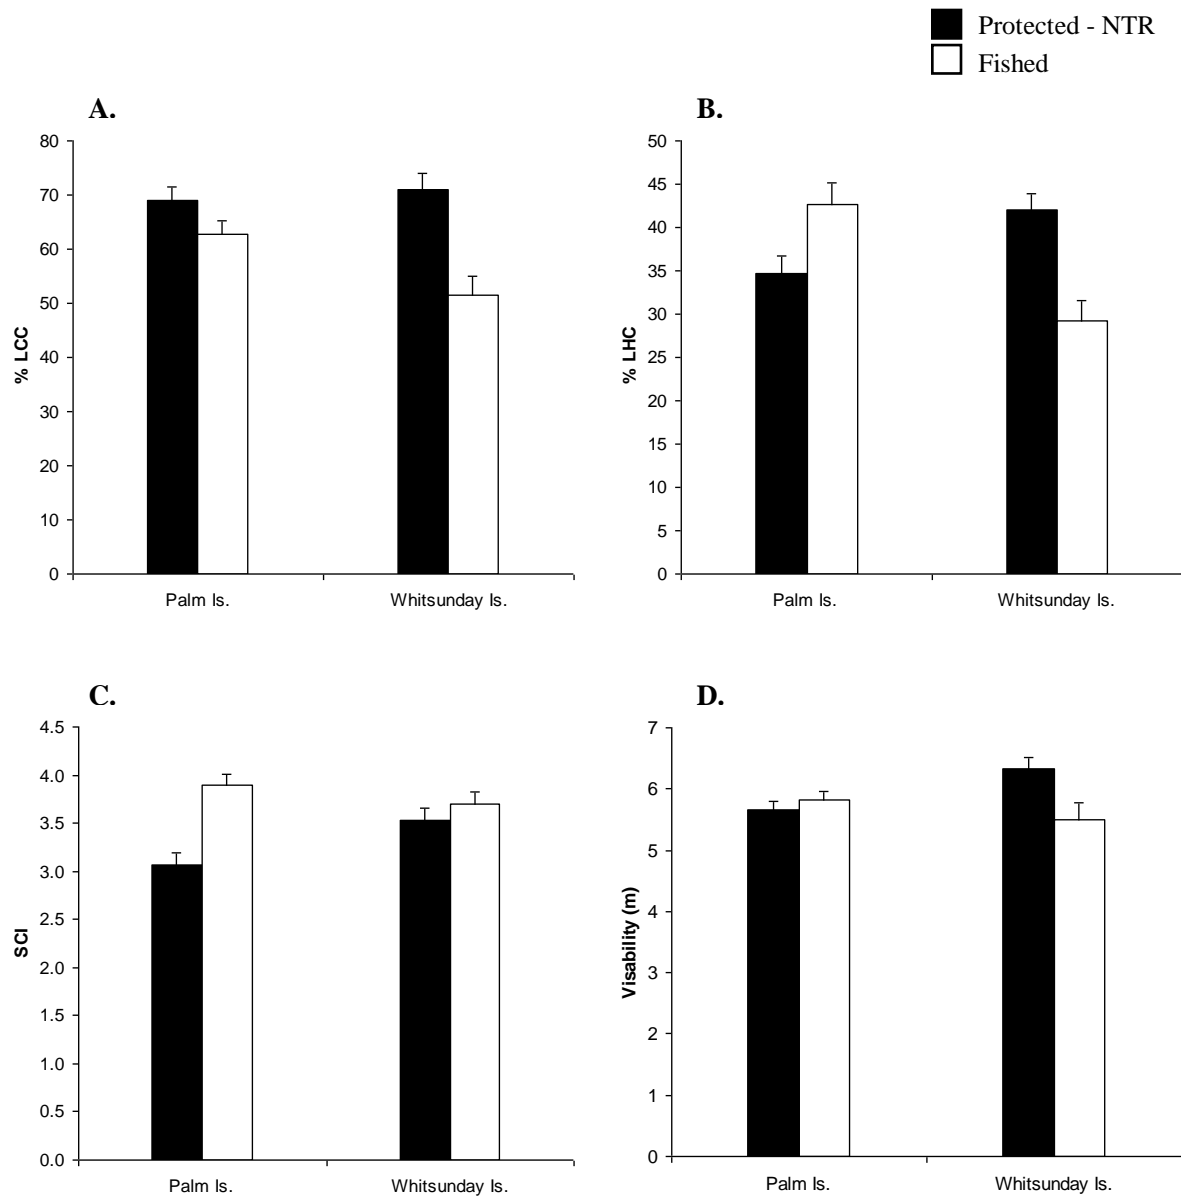 Protected - NTR
Fished
A.
80
70
60
50
40
30
20
10
0
% LCC
Palm Is.
Whitsunday Is.
B.
50
45
40
35
30
25
20
15
10
5
0
% LHC
Palm Is.
Whitsunday Is.
C.
4.5
4.0
3.5
3.0
2.5
2.0
1.5
1.0
0.5
0.0
SCI
Palm Is.
Whitsunday Is.
D.
7
6
5
4
3
2
1
0
Visability (m)
Palm Is.
Whitsunday Is.